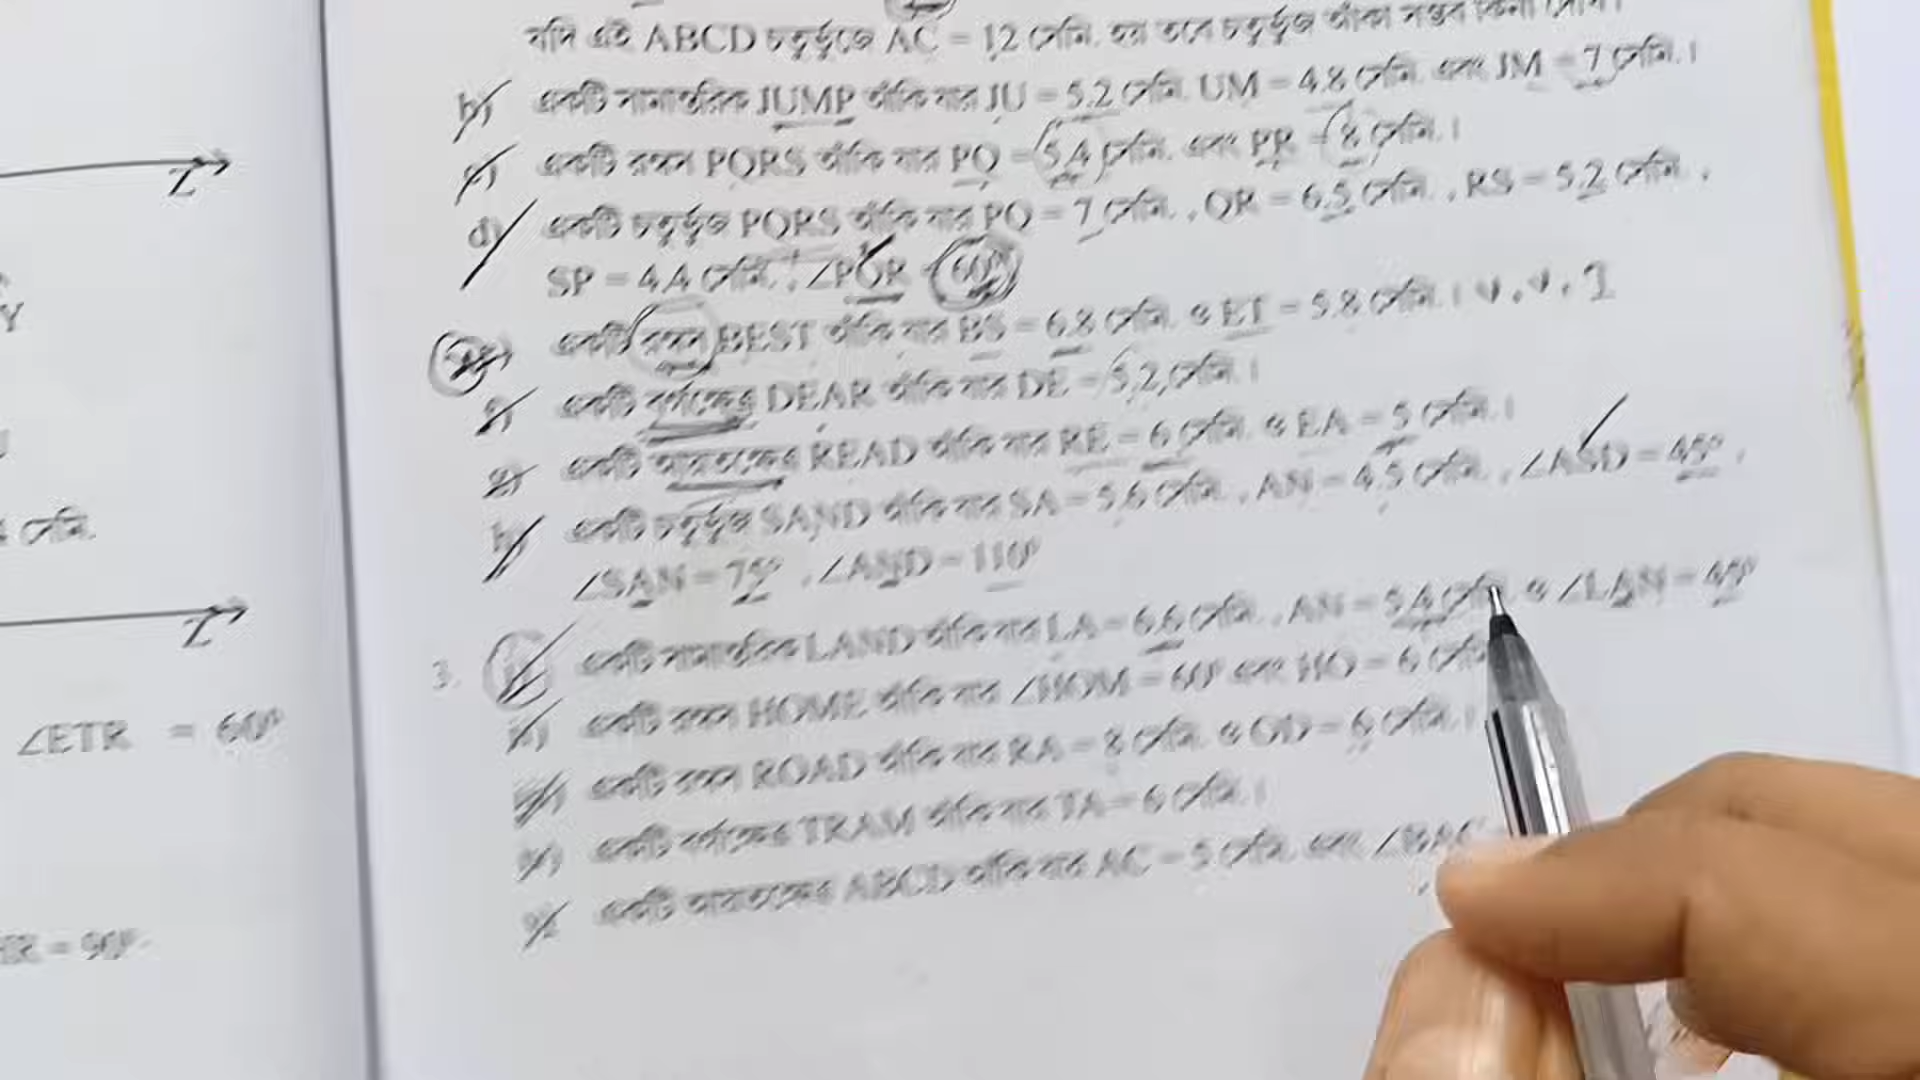 যদি এই ABCD চতুর্ভুজে AC = 12 সেমি. হয় তবে চতুর্ভুজ আঁকা সম্ভব কিনা দেখি।
b) একটি সামান্তরিক JUMP আঁকি যার JU = 5.2 সেমি. UM = 4.8 সেমি. এবং JM = 7 সেমি.।
c) একটি রম্বস PQRS আঁকি যার PQ = 5.4 সেমি. এবং PR = 8 সেমি.।
d) একটি চতুর্ভুজ PQRS আঁকি যার PQ = 7 সেমি. , QR = 6.5 সেমি. , RS = 5.2 সেমি. ,
SP = 4.4 সেমি. , ∠PQR = 60°
একটি রম্বস BEST আঁকি যার BS = 6.8 সেমি. ও ET = 5.8 সেমি.।
f) একটি বর্গক্ষেত্র DEAR আঁকি যার DE = 5.2 সেমি.।
g) একটি আয়তক্ষেত্র READ আঁকি যার RE = 6 সেমি. ও EA = 5 সেমি.।
h) একটি চতুর্ভুজ SAND আঁকি যার SA = 5.6 সেমি. , AN = 4.5 সেমি. , ∠ASD = 45° ,
∠SAN = 75° , ∠AND = 110°
3. একটি সামান্তরিক LAND আঁকি যার LA = 6.6 সেমি. , AN = 5.4 সেমি. ও ∠LAN = 45°
একটি রম্বস HOME আঁকি যার ∠HOM = 60° এবং HO = 6 সেমি
একটি রম্বস ROAD আঁকি যার RA = 8 সেমি. ও OD = 6 সেমি.।
একটি বর্গক্ষেত্র TRAM আঁকি যার TA = 6 সেমি.।
একটি আয়তক্ষেত্র ABCD আঁকি যার AC = 5 সেমি. এবং ∠BAC
Z
Y
সেমি.
Z
∠ETR = 60°
R = 90°